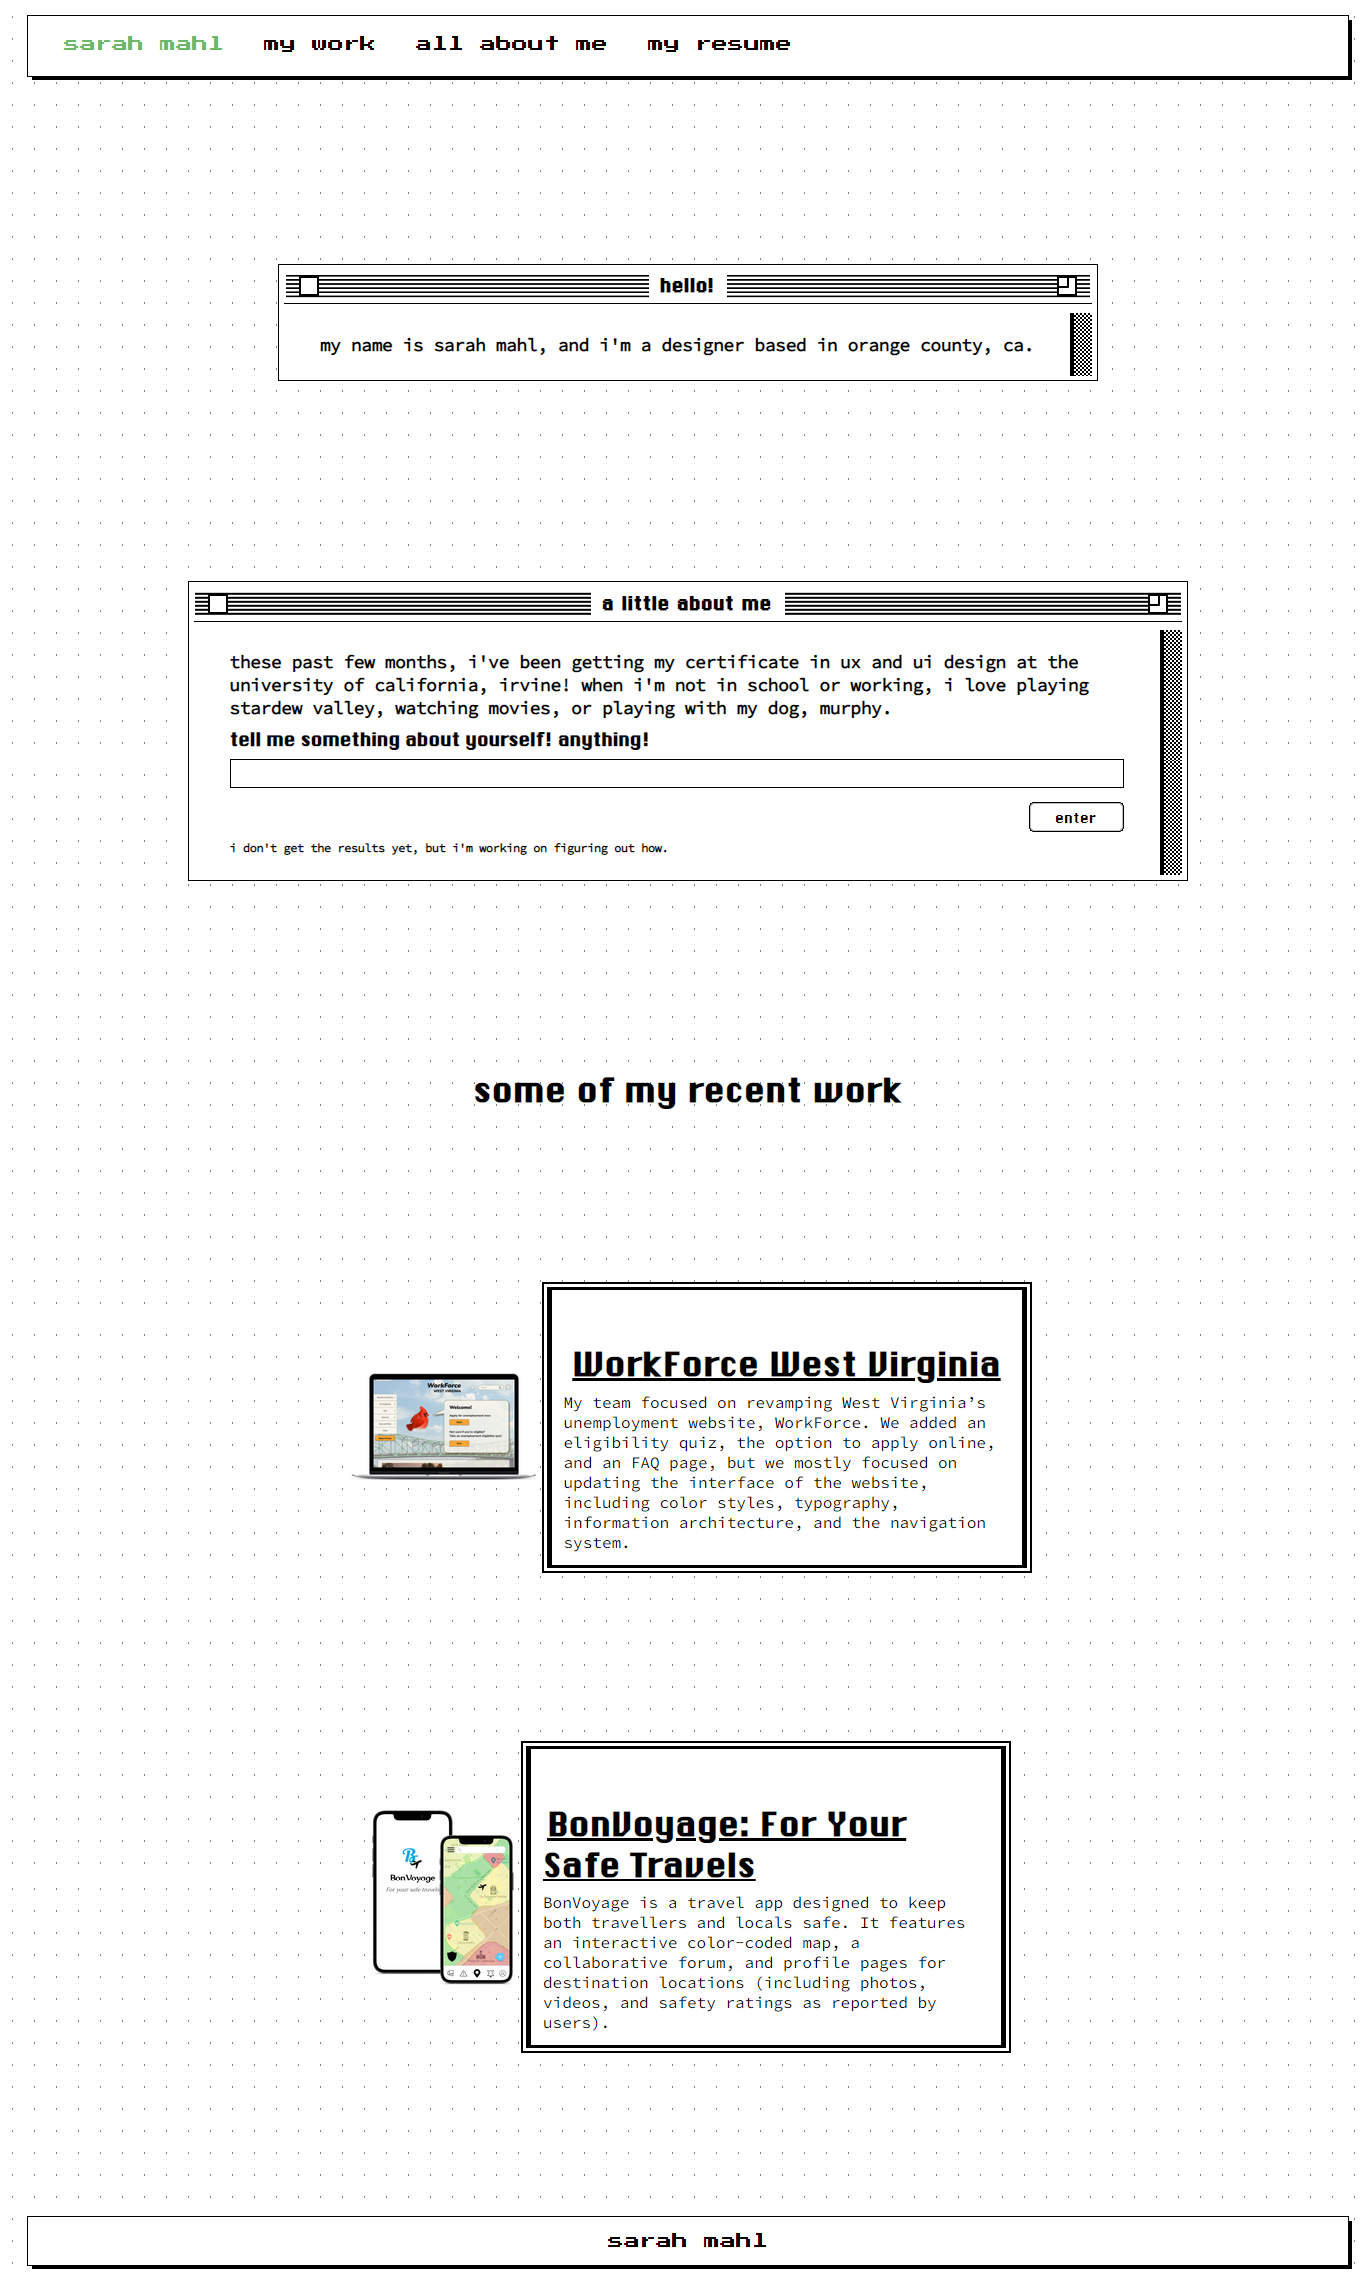 sarah mahl my work all about me my resume
hello!
my name is sarah mahl, and i'm a designer based in orange county, ca.
a little about me
these past few months, i've been getting my certificate in ux and ui design at the
university of california, irvine! when i'm not in school or working, i love playing
stardew valley, watching movies, or playing with my dog, murphy.
tell me something about yourself! anything!
enter
i don't get the results yet, but i'm working on figuring out how.
some of my recent work
WorkForce
WEST VIRGINIA
Welcome!
WorkForce West Virginia
My team focused on revamping West Virginia’s
unemployment website, WorkForce. We added an
eligibility quiz, the option to apply online,
and an FAQ page, but we mostly focused on
updating the interface of the website,
including color styles, typography,
information architecture, and the navigation
system.
BonVoyage
For your safe travels
BonVoyage: For Your
Safe Travels
BonVoyage is a travel app designed to keep
both travellers and locals safe. It features
an interactive color-coded map, a
collaborative forum, and profile pages for
destination locations (including photos,
videos, and safety ratings as reported by
users).
sarah mahl